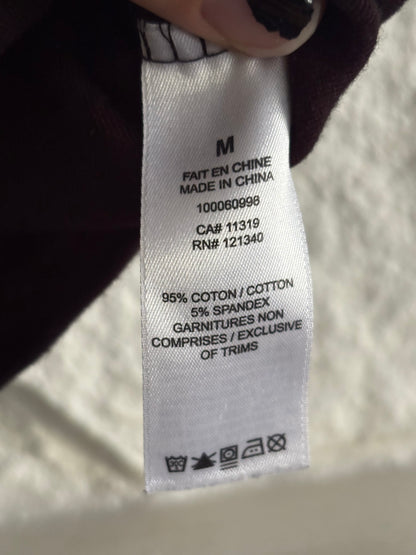 M
FAIT EN CHINE
MADE IN CHINA
100060998
CA# 11319
RN# 121340
95% COTON / COTTON
5% SPANDEX
GARNITURES NON
COMPRISES / EXCLUSIVE
OF TRIMS